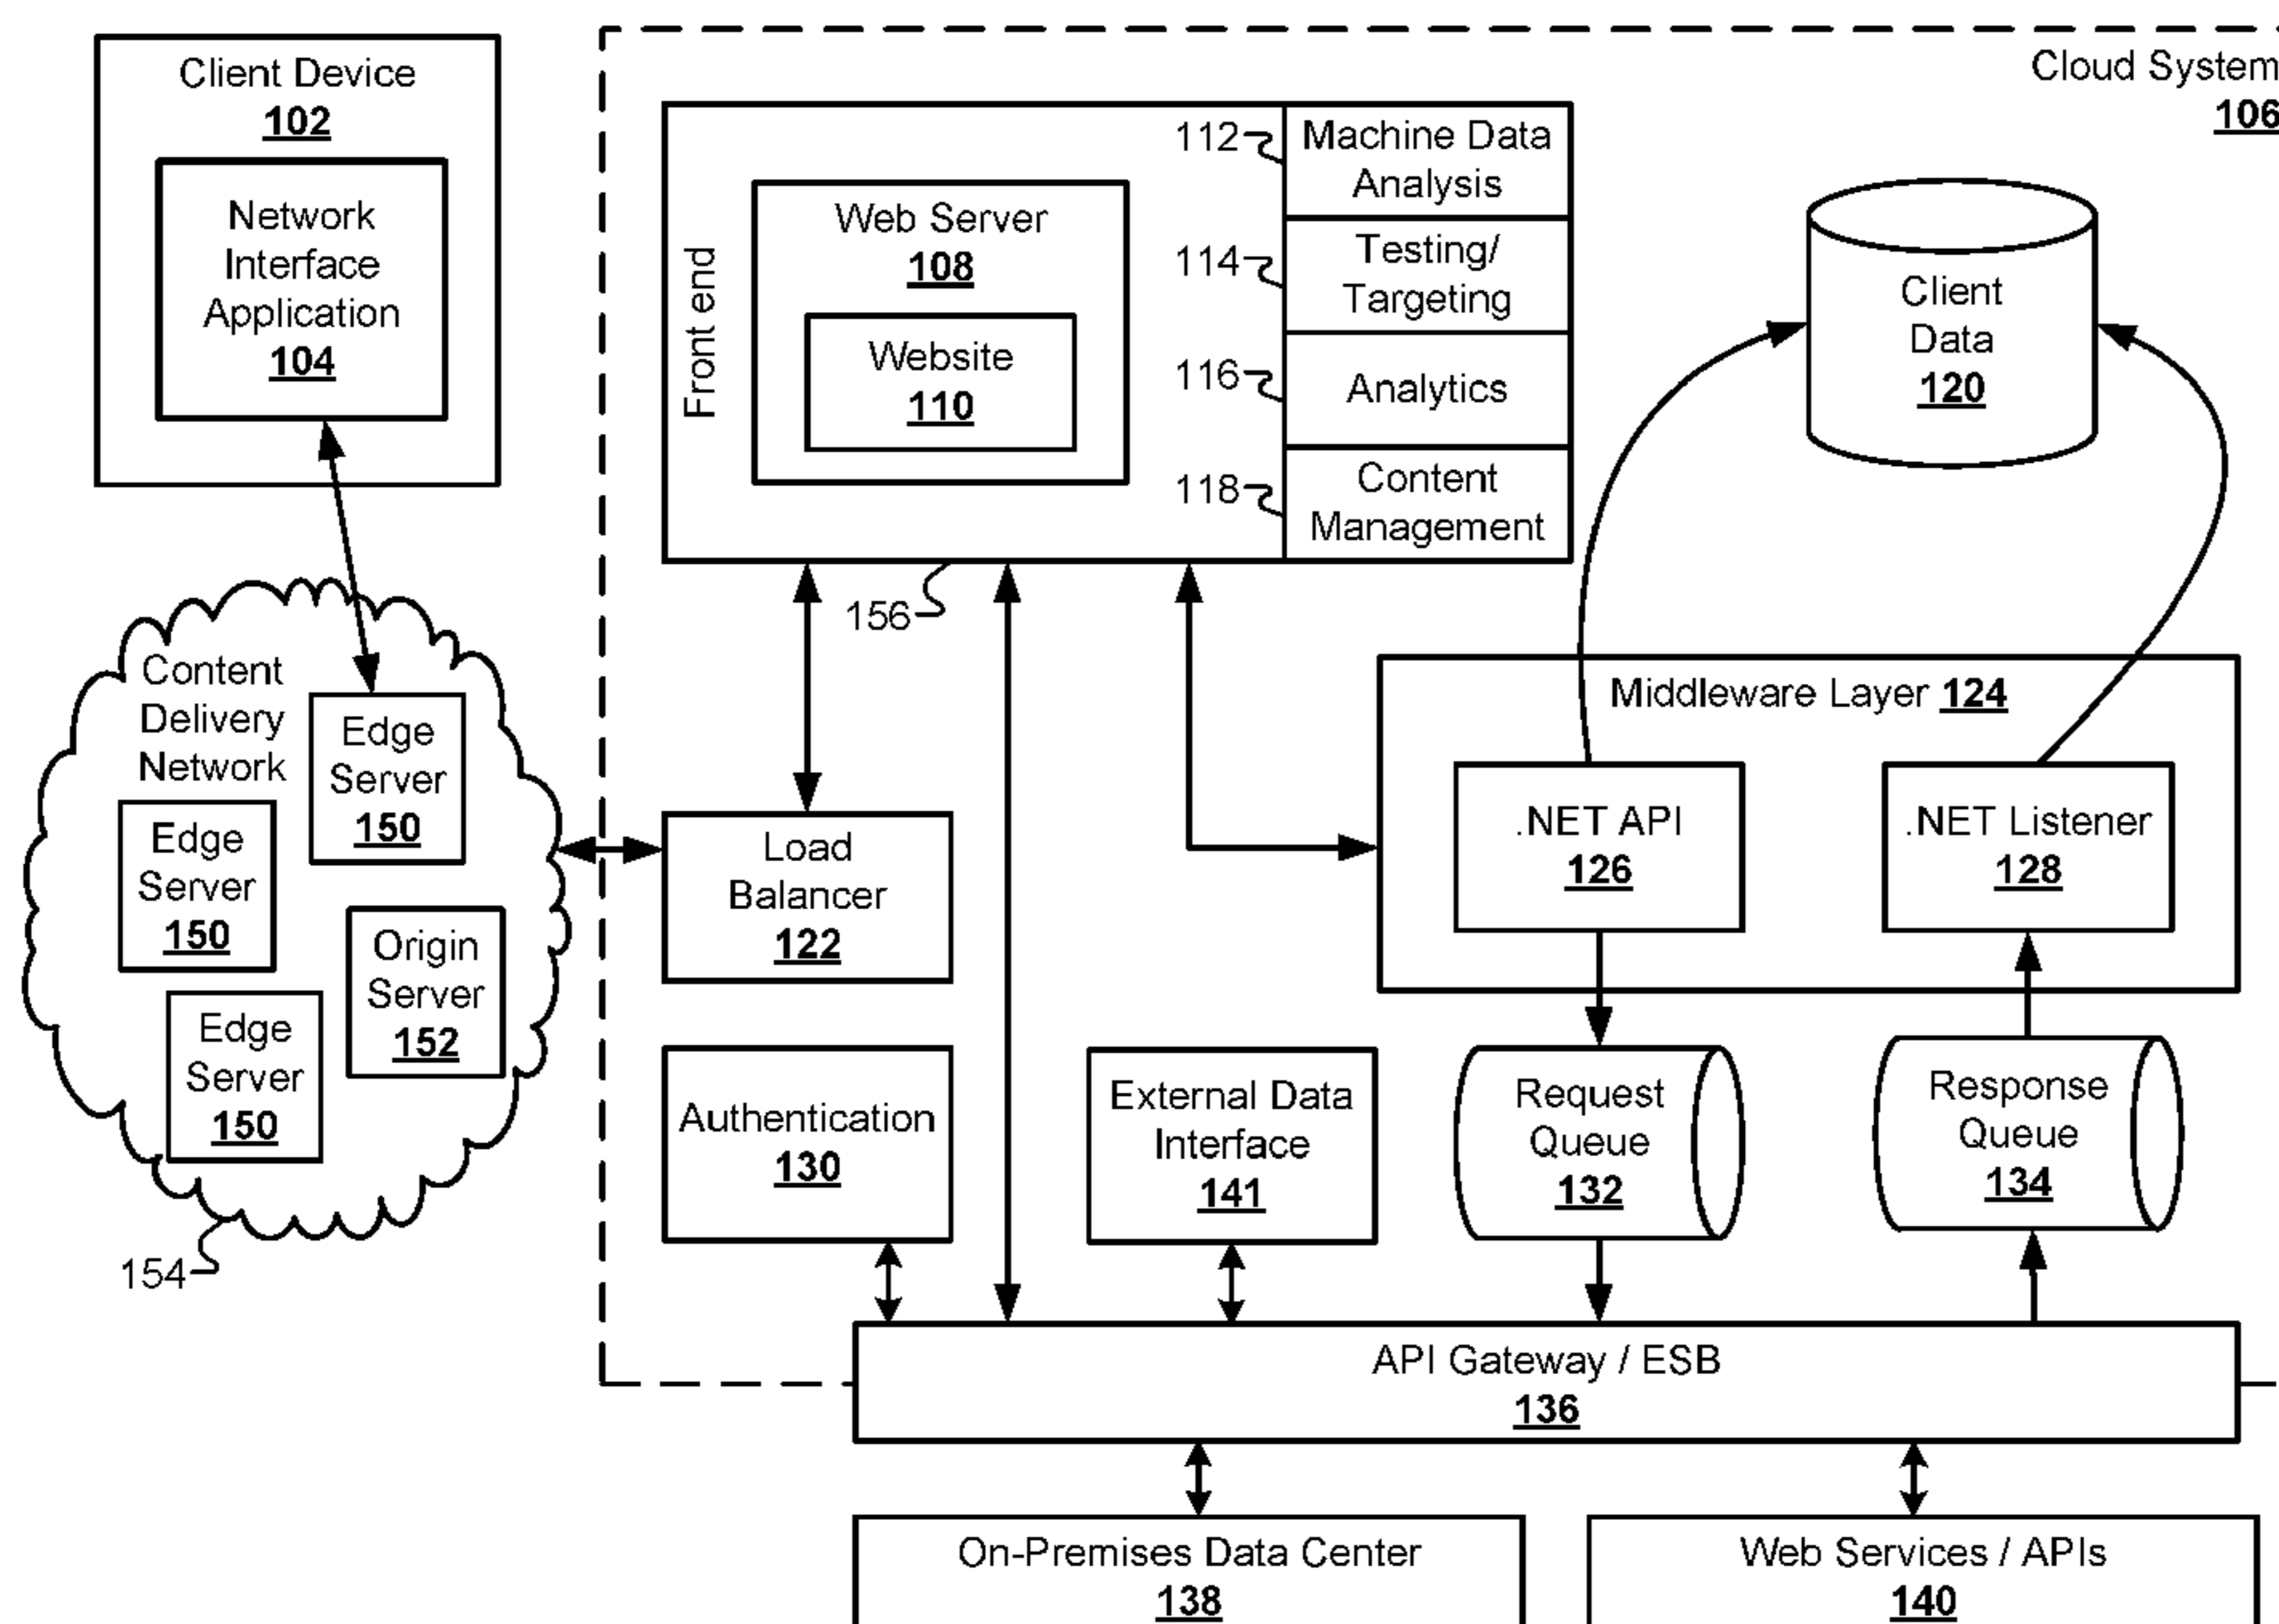 Client Device
102
Network
Interface
Application
104
Cloud System
106
Front end
Web Server
108
Website
110
112
Machine Data
Analysis
114
Testing/
Targeting
116
Analytics
118
Content
Management
156
Client
Data
120
Content
Delivery
Network
Edge
Server
150
Edge
Server
150
Origin
Server
152
Edge
Server
150
154
Load
Balancer
122
Middleware Layer 124
.NET API
126
.NET Listener
128
Authentication
130
External Data
Interface
141
Request
Queue
132
Response
Queue
134
API Gateway / ESB
136
On-Premises Data Center
138
Web Services / APIs
140